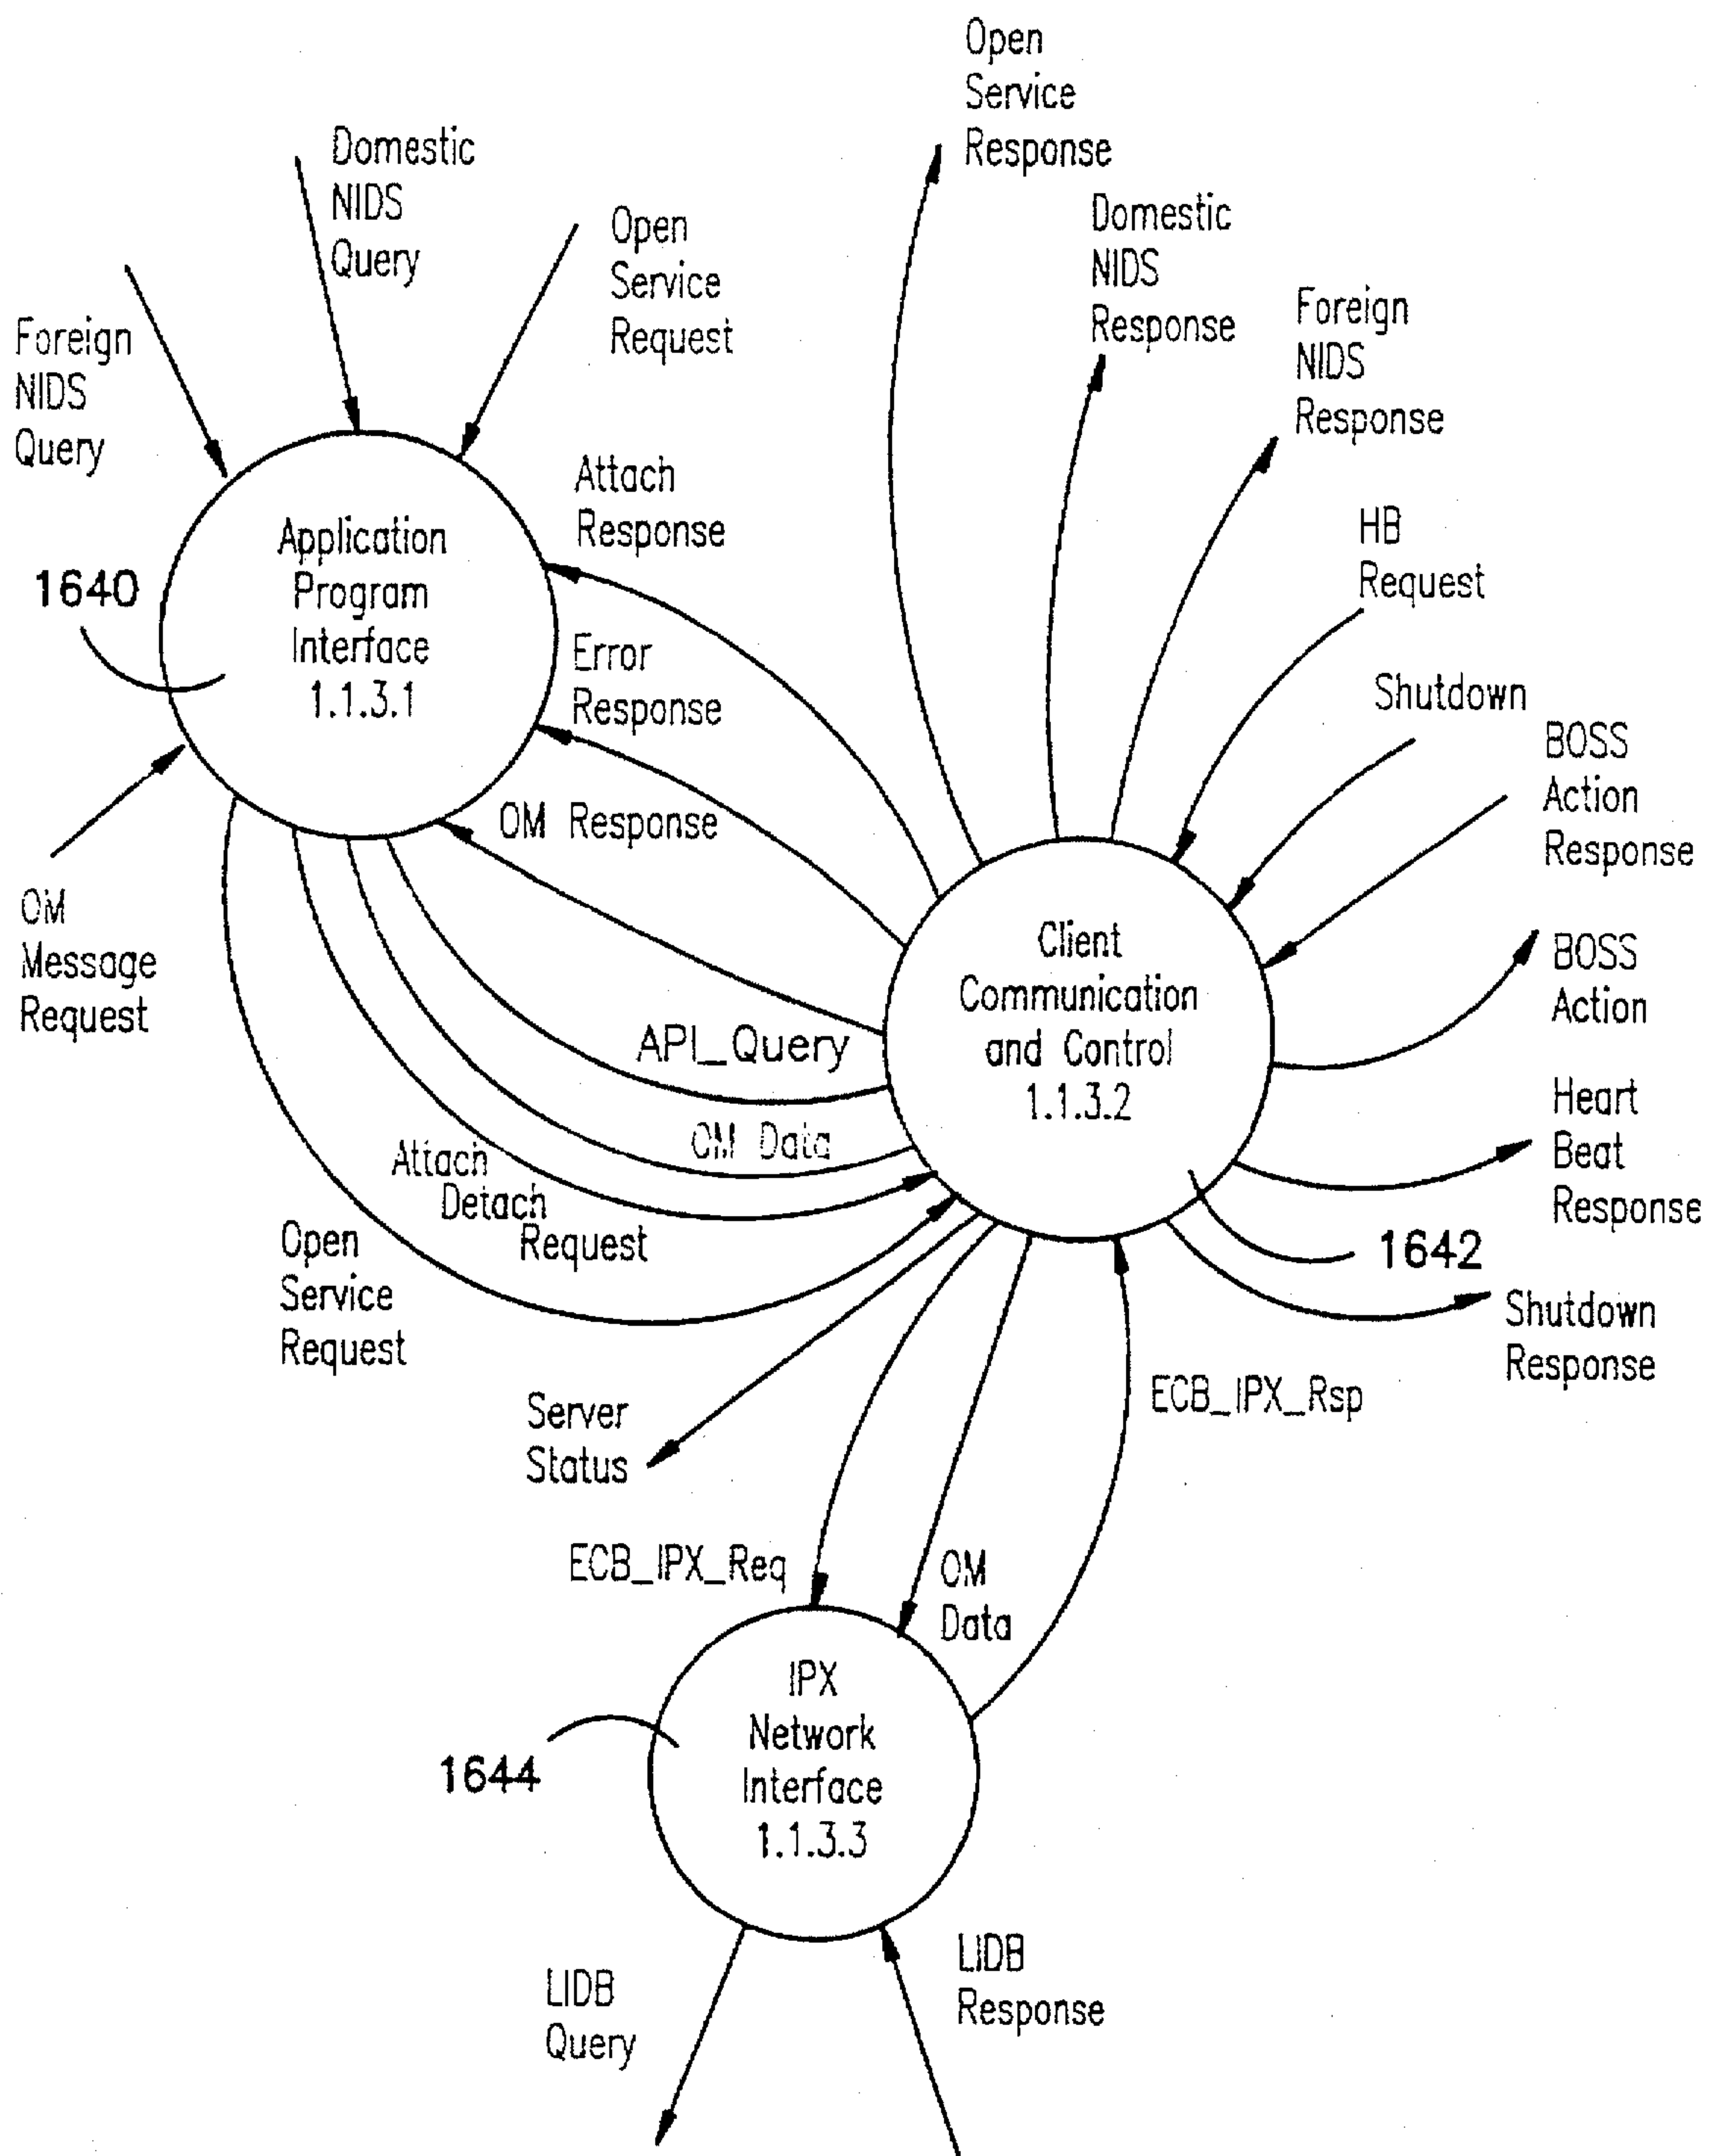 Open
Service
Response
Domestic
NIDS
Query
Open
Service
Request
Domestic
NIDS
Response
Foreign
NIDS
Query
Foreign
NIDS
Response
Attach
Response
HB
Request
Application
Program
Interface
1.1.3.1
1640
Error
Response
Shutdown
BOSS
Action
Response
OM Response
OM
Message
Request
Client
Communication
and Control
1.1.3.2
BOSS
Action
API_Query
OM Data
Attach
Detach
Request
Heart
Beat
Response
Open
Service
Request
1642
Shutdown
Response
Server
Status
ECB_IPX_Rsp
ECB_IPX_Req
OM
Data
IPX
Network
Interface
1.1.3.3
1644
LIDB
Query
LIDB
Response